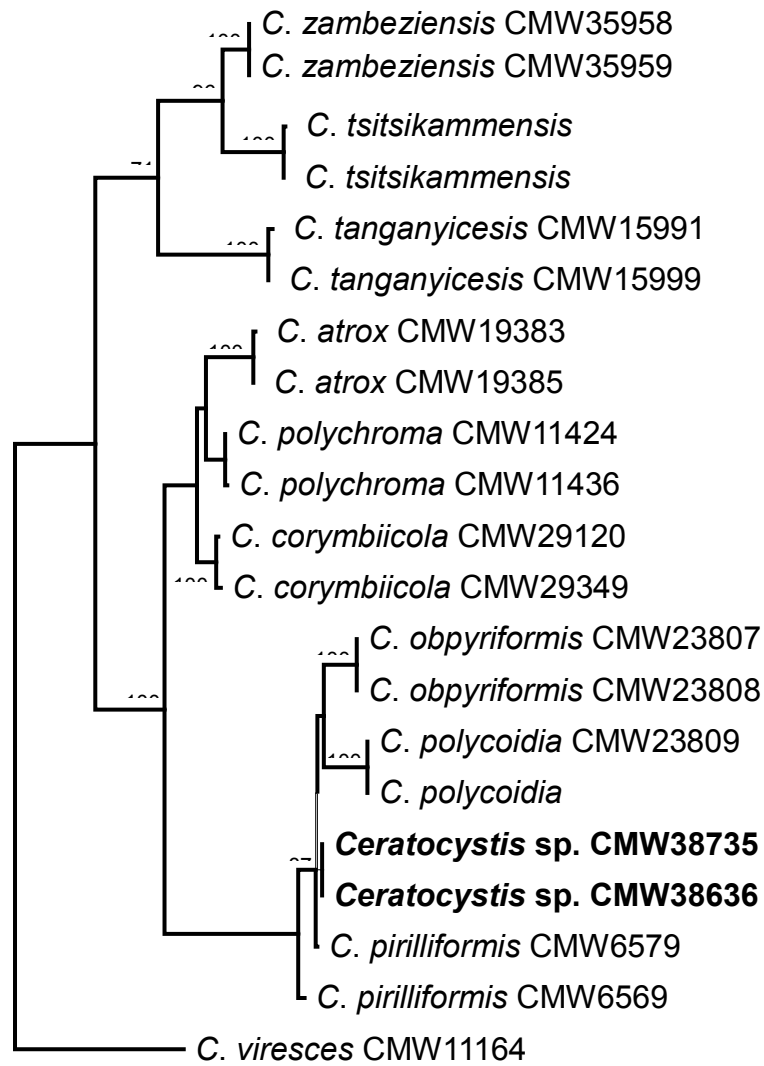 C. zambeziensis CMW35958
C. zambeziensis CMW35959
C. tsitsikammensis
C. tsitsikammensis
C. tanganyicesis CMW15991
C. tanganyicesis CMW15999
C. atrox CMW19383
C. atrox CMW19385
C. polychroma CMW11424
C. polychroma CMW11436
C. corymbiicola CMW29120
C. corymbiicola CMW29349
C. obpyriformis CMW23807
C. obpyriformis CMW23808
C. polycoidia CMW23809
C. polycoidia
Ceratocystis sp. CMW38735
Ceratocystis sp. CMW38636
C. pirilliformis CMW6579
C. pirilliformis CMW6569
C. viresces CMW11164